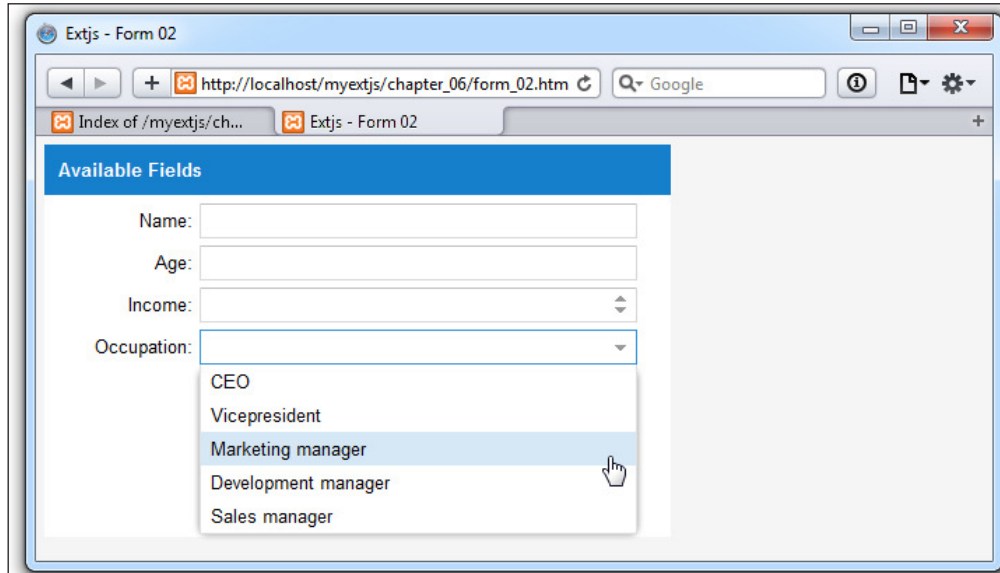 Extjs - Form 02
http://localhost/myextjs/chapter_06/form_02.htm
Google
Index of /myextjs/ch...
Extjs - Form 02
Available Fields
Name:
Age:
Income:
Occupation:
CEO
Vicepresident
Marketing manager
Development manager
Sales manager